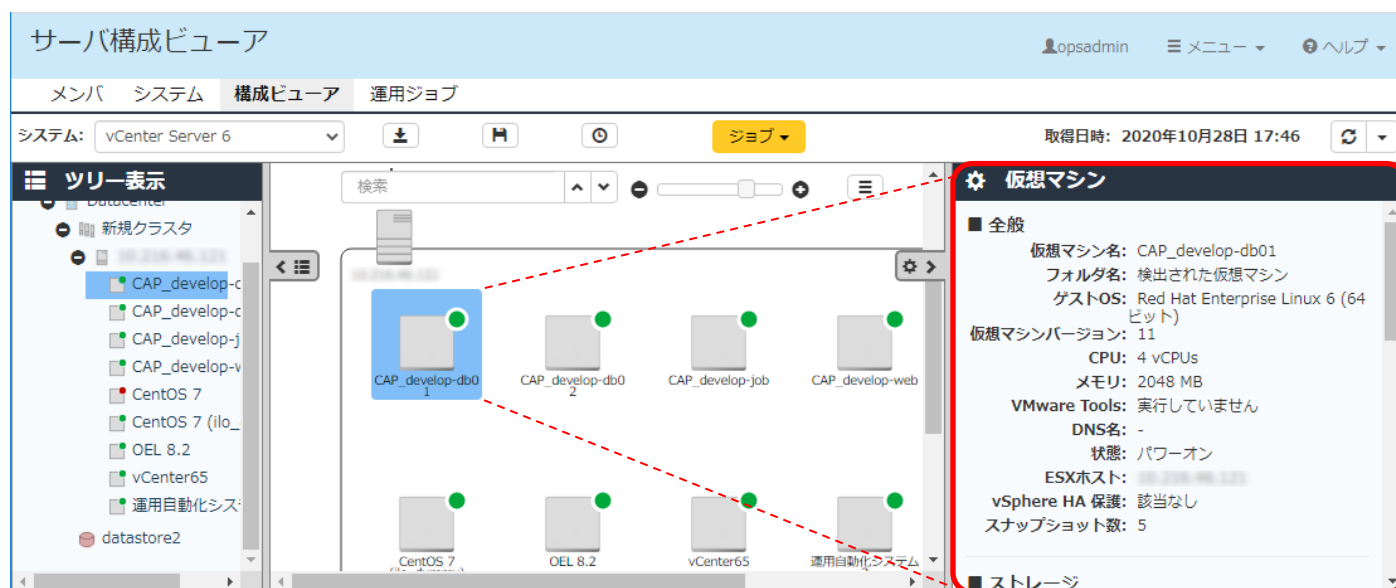 サーバ構成ビューア
opsadmin メニュー ヘルプ
メンバ システム 構成ビューア 運用ジョブ
システム: vCenter Server 6 ジョブ 取得日時: 2020年10月28日 17:46
ツリー表示
Datacenter
新規クラスタ
CAP_develop-d
CAP_develop-d
CAP_develop-j
CAP_develop-w
CentOS 7
CentOS 7 (ilo_
OEL 8.2
vCenter65
運用自動化シス
datastore2
検索
CAP_develop-db0
1
CAP_develop-db0
2
CAP_develop-job
CAP_develop-web
CentOS 7
(ilo_dummy)
OEL 8.2
vCenter65
運用自動化システム
仮想マシン
■ 全般
仮想マシン名: CAP_develop-db01
フォルダ名: 検出された仮想マシン
ゲストOS: Red Hat Enterprise Linux 6 (64
ビット)
仮想マシンバージョン: 11
CPU: 4 vCPUs
メモリ: 2048 MB
VMware Tools: 実行していません
DNS名: -
状態: パワーオン
ESXホスト:
vSphere HA 保護: 該当なし
スナップショット数: 5
■ ストレージ